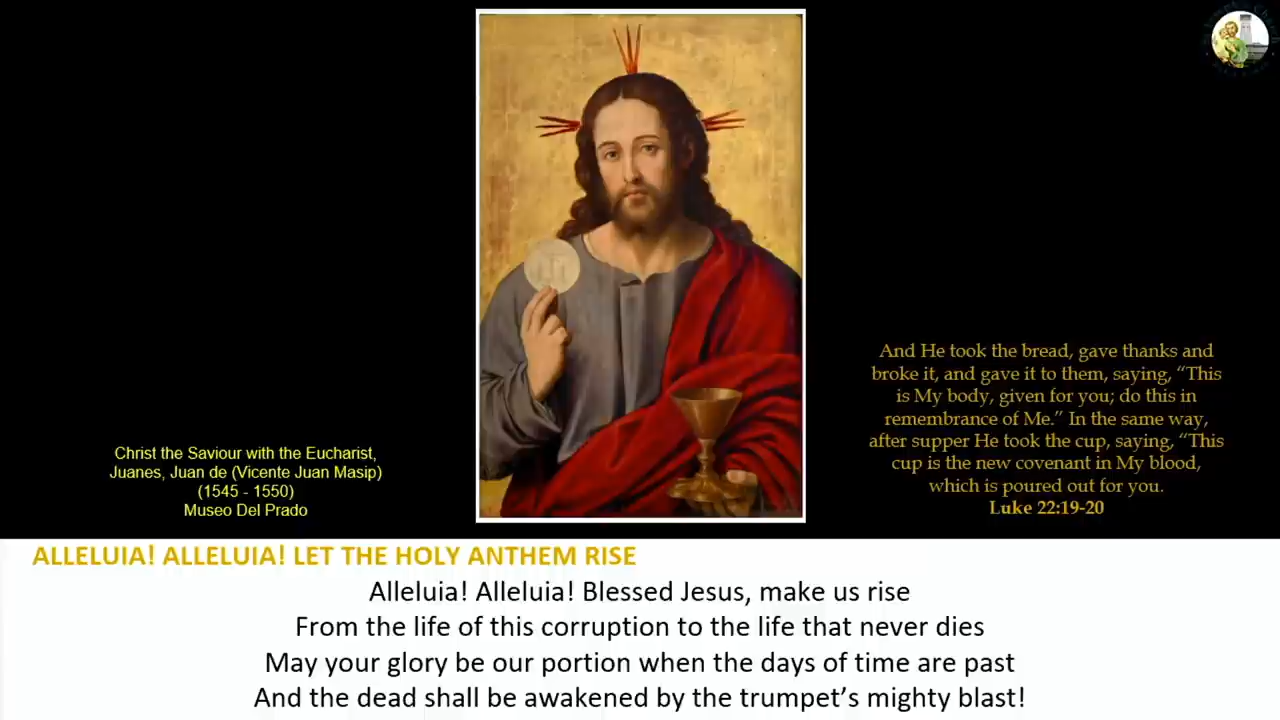 Christ the Saviour with the Eucharist,
Juanes, Juan de (Vicente Juan Masip)
(1545 - 1550)
Museo Del Prado
And He took the bread, gave thanks and
broke it, and gave it to them, saying, “This
is My body, given for you; do this in
remembrance of Me.” In the same way,
after supper He took the cup, saying, “This
cup is the new covenant in My blood,
which is poured out for you.
Luke 22:19-20
ALLELUIA! ALLELUIA! LET THE HOLY ANTHEM RISE
Alleluia! Alleluia! Blessed Jesus, make us rise
From the life of this corruption to the life that never dies
May your glory be our portion when the days of time are past
And the dead shall be awakened by the trumpet’s mighty blast!